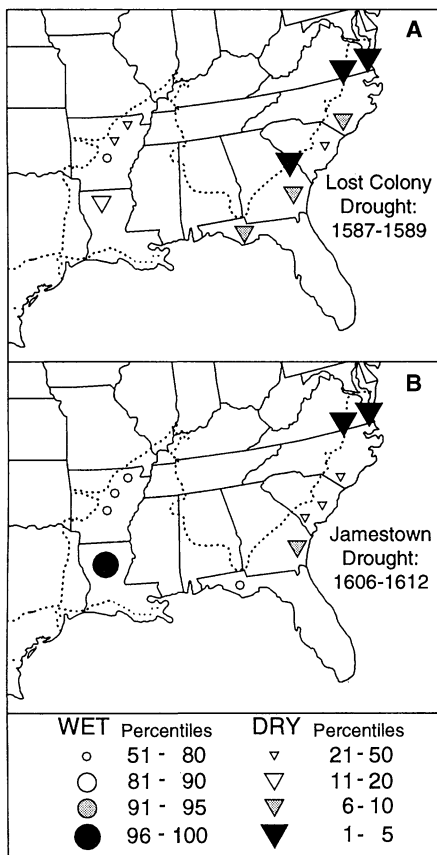 A
Lost Colony
Drought:
1587-1589
B
Jamestown
Drought:
1606-1612
WET Percentiles DRY Percentiles
51 - 80 21 - 50
81 - 90 11 - 20
91 - 95 6 - 10
96 - 100 1 - 5